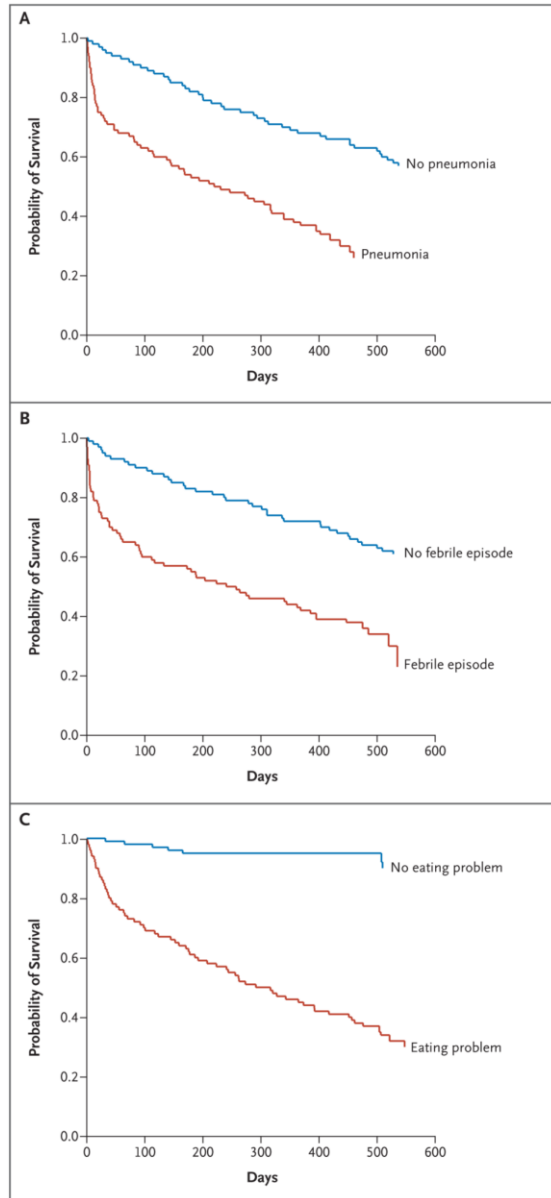 A
1.0
0.8
0.6
0.4
0.2
0.0
Probability of Survival
No pneumonia
Pneumonia
0 100 200 300 400 500 600
Days
B
1.0
0.8
0.6
0.4
0.2
0.0
Probability of Survival
No febrile episode
Febrile episode
0 100 200 300 400 500 600
Days
C
1.0
0.8
0.6
0.4
0.2
0.0
Probability of Survival
No eating problem
Eating problem
0 100 200 300 400 500 600
Days